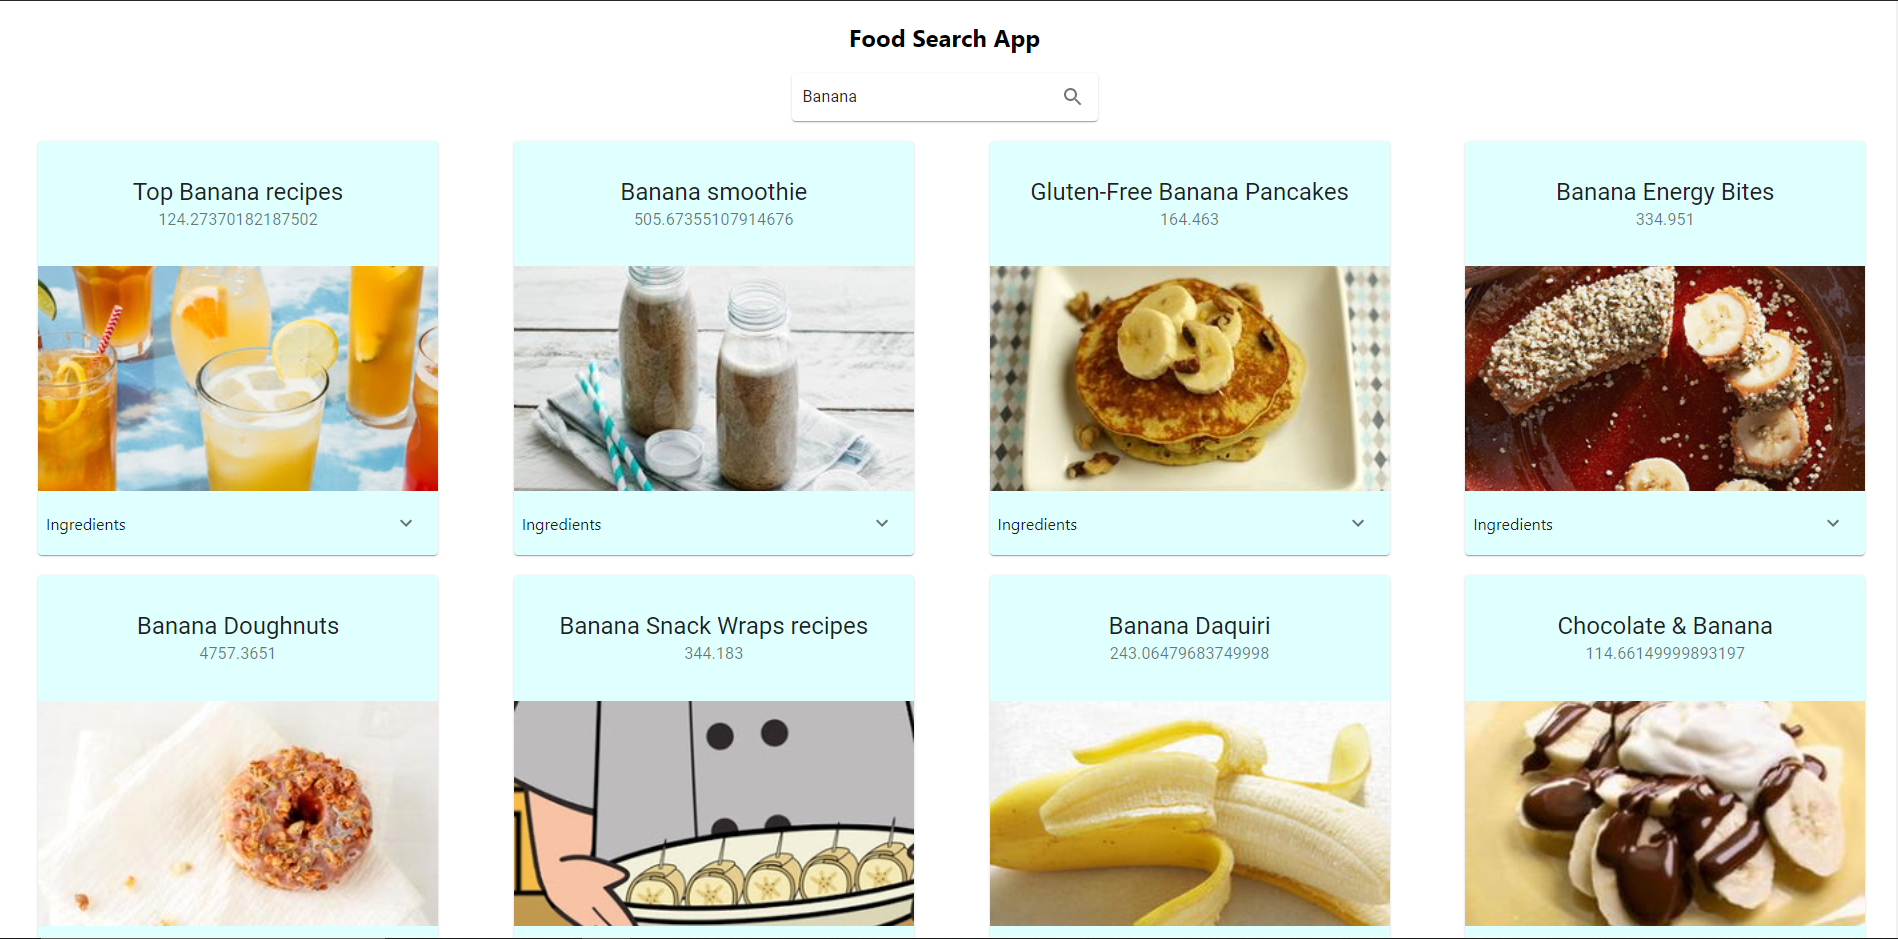 Food Search App
Banana
Top Banana recipes
124.27370182187502
Banana smoothie
505.67355107914676
Gluten-Free Banana Pancakes
164.463
Banana Energy Bites
334.951
Ingredients
Ingredients
Ingredients
Ingredients
Banana Doughnuts
4757.3651
Banana Snack Wraps recipes
344.183
Banana Daquiri
243.06479683749998
Chocolate & Banana
114.66149999893197